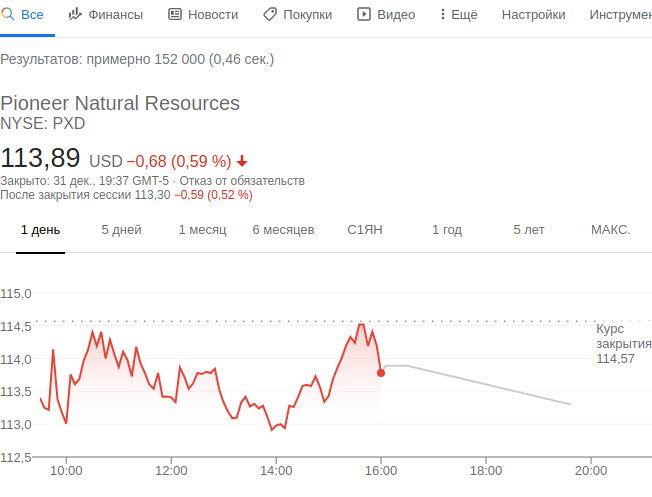 Все Финансы Новости Покупки Видео Ещё Настройки
Результатов: примерно 152 000 (0,46 сек.)
Pioneer Natural Resources
NYSE: PXD
113,89 USD −0,68 (0,59 %)
Закрыто: 31 дек., 19:37 GMT-5 · Отказ от обязательств
После закрытия сессии 113,30 −0,59 (0,52 %)
1 день 5 дней 1 месяц 6 месяцев С1ЯН 1 год 5 лет МАКС.
115,0
114,5
Курс
закрытия
114,57
114,0
113,5
113,0
112,5
10:00 12:00 14:00 16:00 18:00 20:00